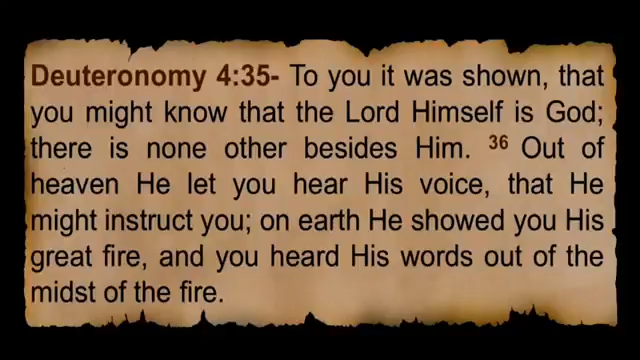 Deuteronomy 4:35- To you it was shown, that
you might know that the Lord Himself is God;
there is none other besides Him. 36 Out of
heaven He let you hear His voice, that He
might instruct you; on earth He showed you His
great fire, and you heard His words out of the
midst of the fire.